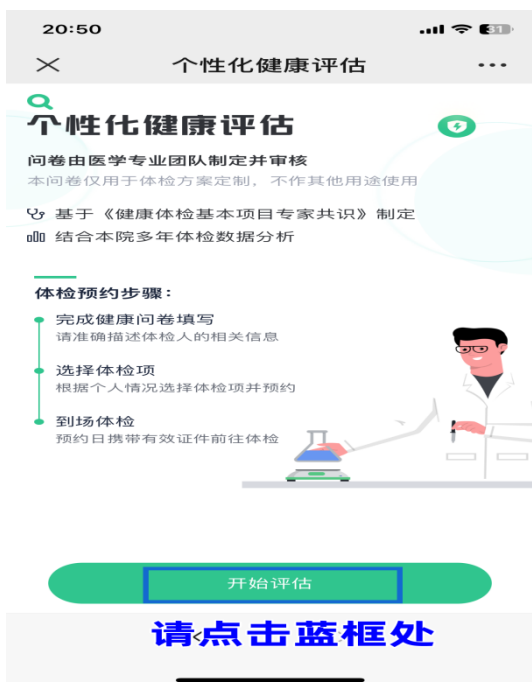 20:50
31
个性化健康评估
个性化健康评估
问卷由医学专业团队制定并审核
本问卷仅用于体检方案定制，不作其他用途使用
基于《健康体检基本项目专家共识》制定
结合本院多年体检数据分析
体检预约步骤：
完成健康问卷填写
请准确描述体检人的相关信息
选择体检项
根据个人情况选择体检项并预约
到场体检
预约日携带有效证件前往体检
开始评估
请点击蓝框处